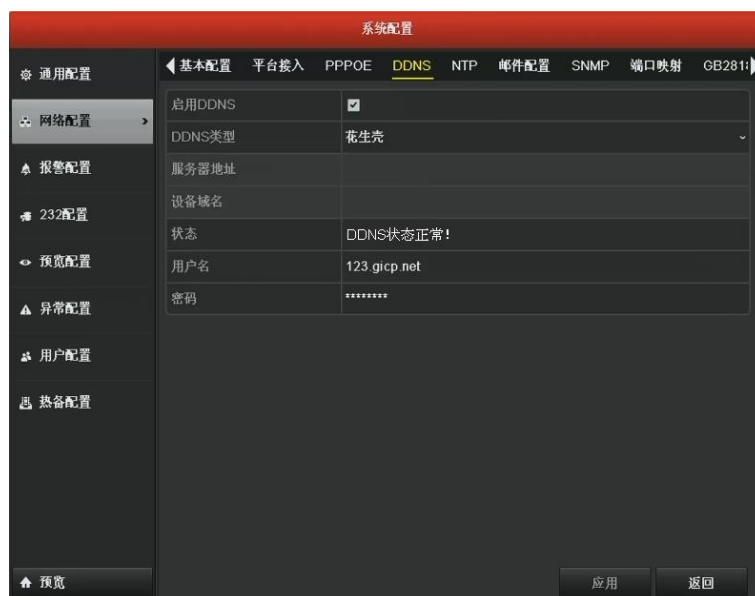 系统配置
通用配置
网络配置
报警配置
232配置
预览配置
异常配置
用户配置
热备配置
预览
基本配置 平台接入 PPPOE DDNS NTP 邮件配置 SNMP 端口映射 GB281
启用DDNS
DDNS类型 花生壳
服务器地址
设备域名
状态 DDNS状态正常!
用户名 123.gicp.net
密码 ********
应用 返回